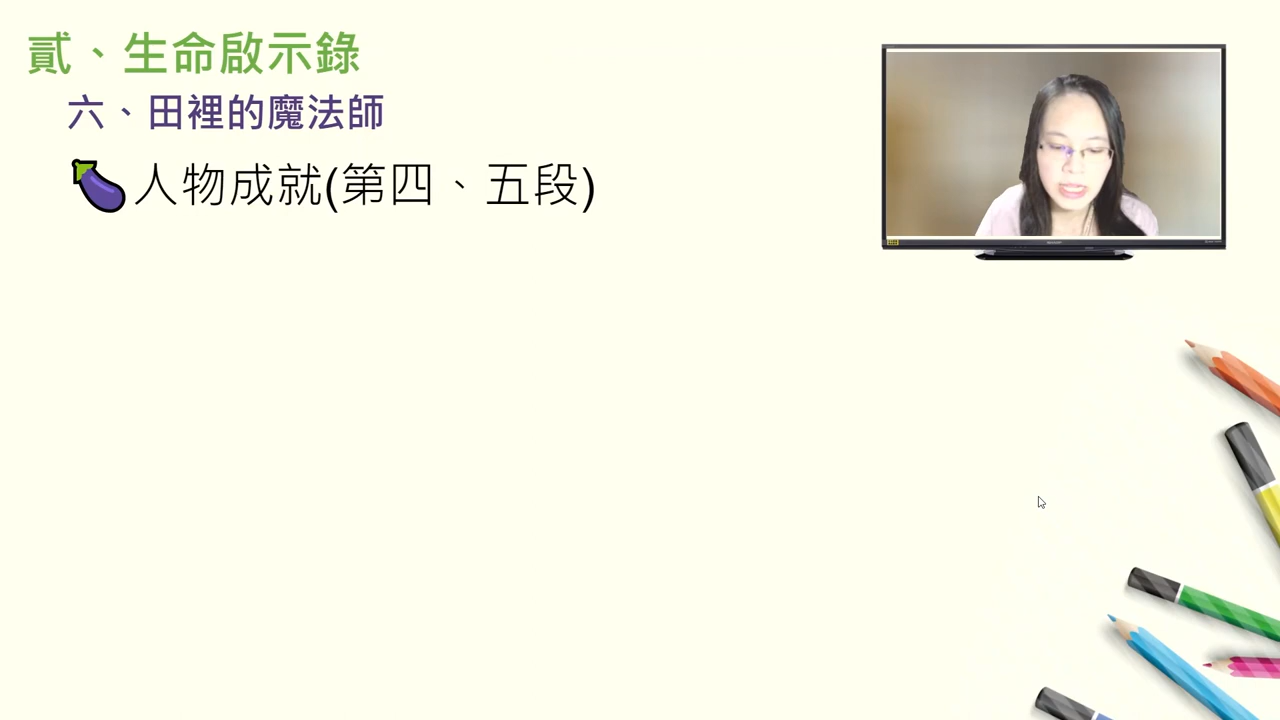 貳、生命啟示錄
六、田裡的魔法師
人物成就(第四、五段)